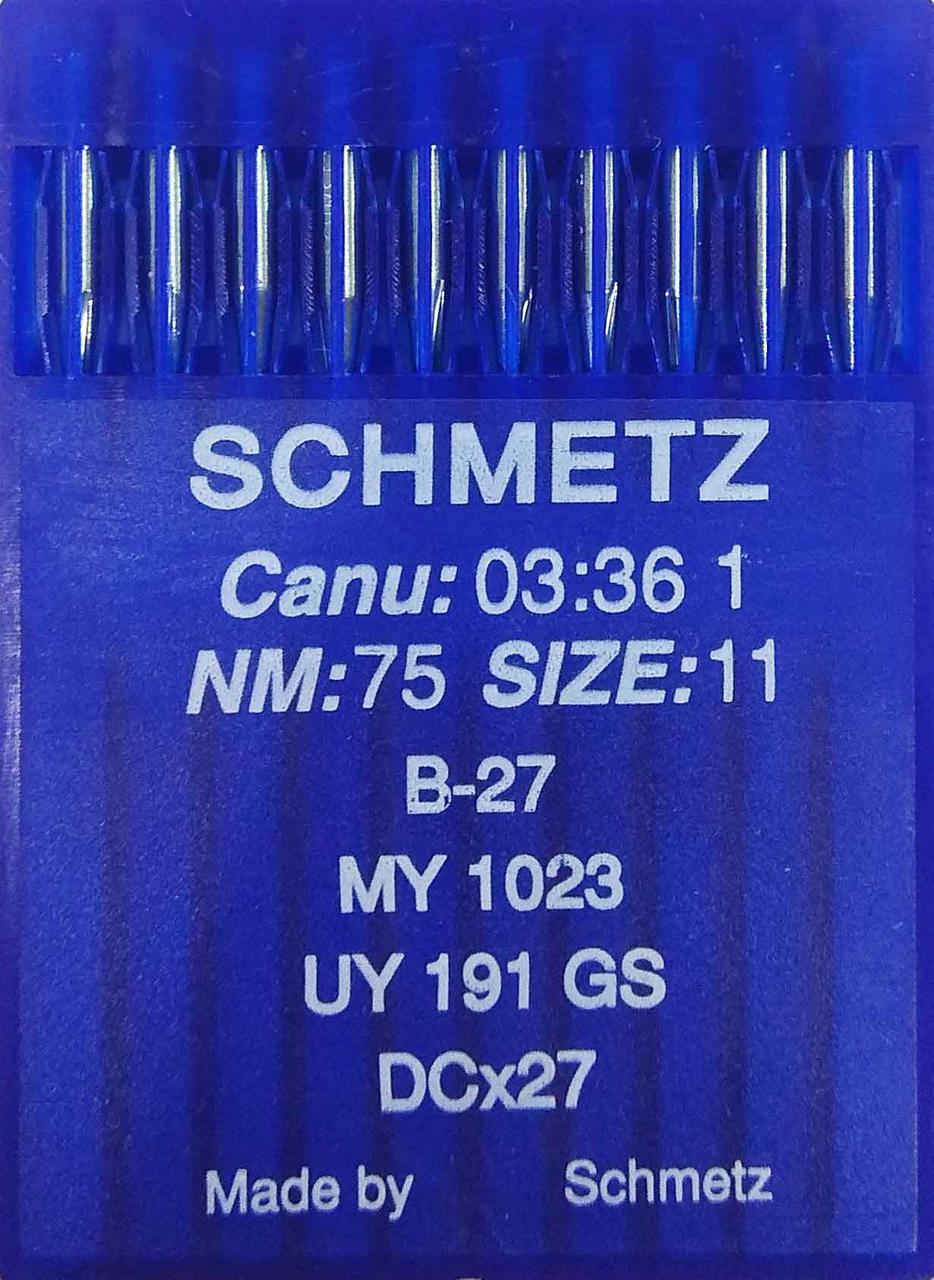 SCHMETZ
Canu: 03:36 1
NM:75 SIZE:11
B-27
MY 1023
UY 191 GS
DCx27
Made by Schmetz